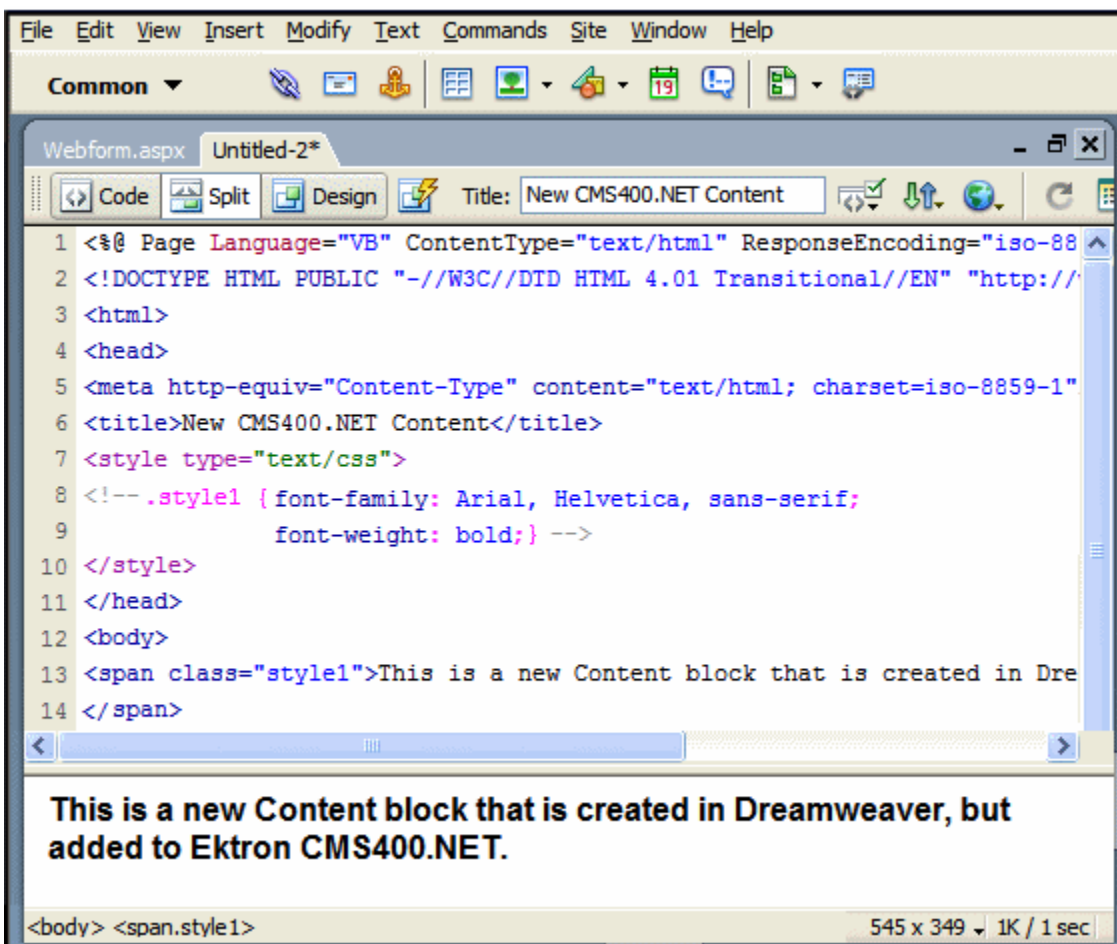 File Edit View Insert Modify Text Commands Site Window Help
Common
19
Webform.aspx Untitled-2*
Code Split Design Title: New CMS400.NET Content
1 <%@ Page Language="VB" ContentType="text/html" ResponseEncoding="iso-88
2 <!DOCTYPE HTML PUBLIC "-//W3C//DTD HTML 4.01 Transitional//EN" "http://
3 <html>
4 <head>
5 <meta http-equiv="Content-Type" content="text/html; charset=iso-8859-1"
6 <title>New CMS400.NET Content</title>
7 <style type="text/css">
8 <!-- .style1 { font-family: Arial, Helvetica, sans-serif;
9 font-weight: bold;} -->
10 </style>
11 </head>
12 <body>
13 <span class="style1">This is a new Content block that is created in Dre
14 </span>
This is a new Content block that is created in Dreamweaver, but
added to Ektron CMS400.NET.
<body> <span.style1> 545 x 349 1K / 1 sec